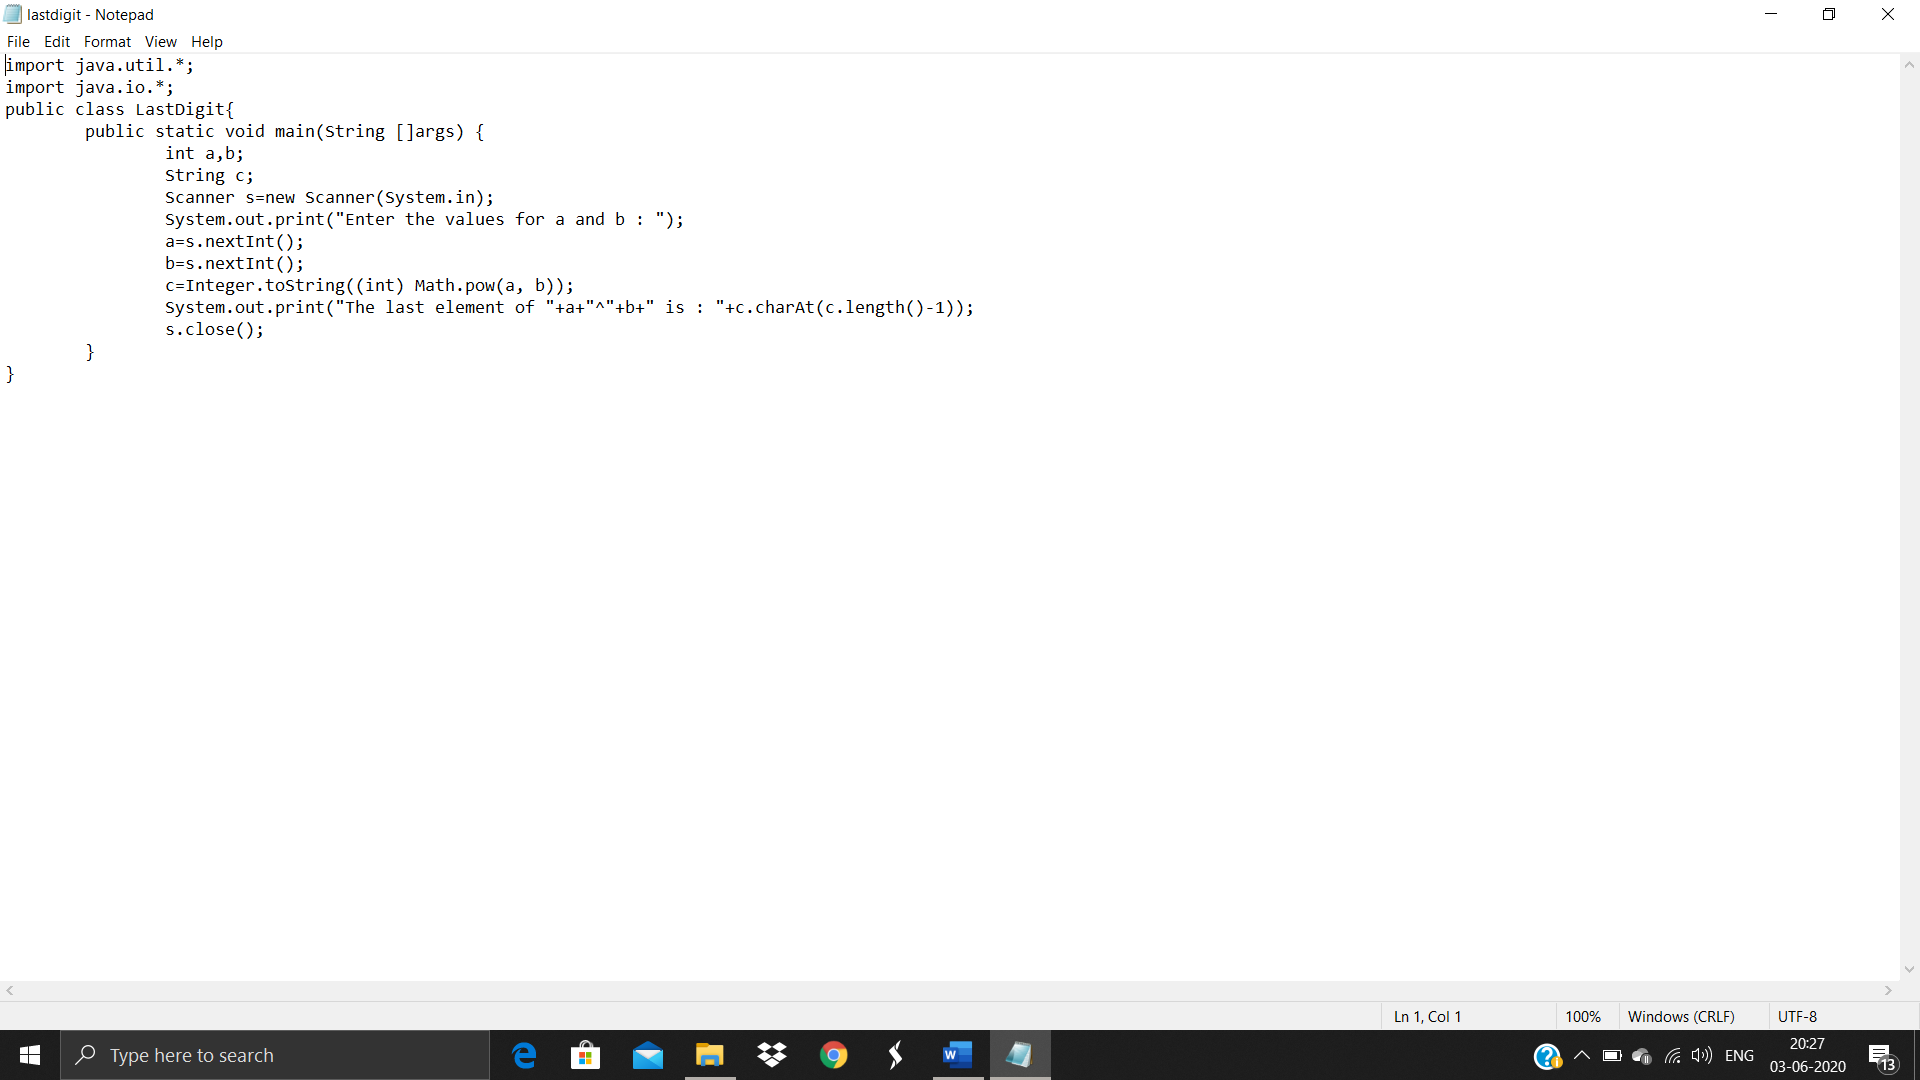 lastdigit - Notepad
File Edit Format View Help
import java.util.*;
import java.io.*;
public class LastDigit{
        public static void main(String []args) {
                int a,b;
                String c;
                Scanner s=new Scanner(System.in);
                System.out.print("Enter the values for a and b : ");
                a=s.nextInt();
                b=s.nextInt();
                c=Integer.toString((int) Math.pow(a, b));
                System.out.print("The last element of "+a+"^"+b+" is : "+c.charAt(c.length()-1));
                s.close();
        }
}
Ln 1, Col 1 100% Windows (CRLF) UTF-8
Type here to search
ENG
20:27
03-06-2020
13